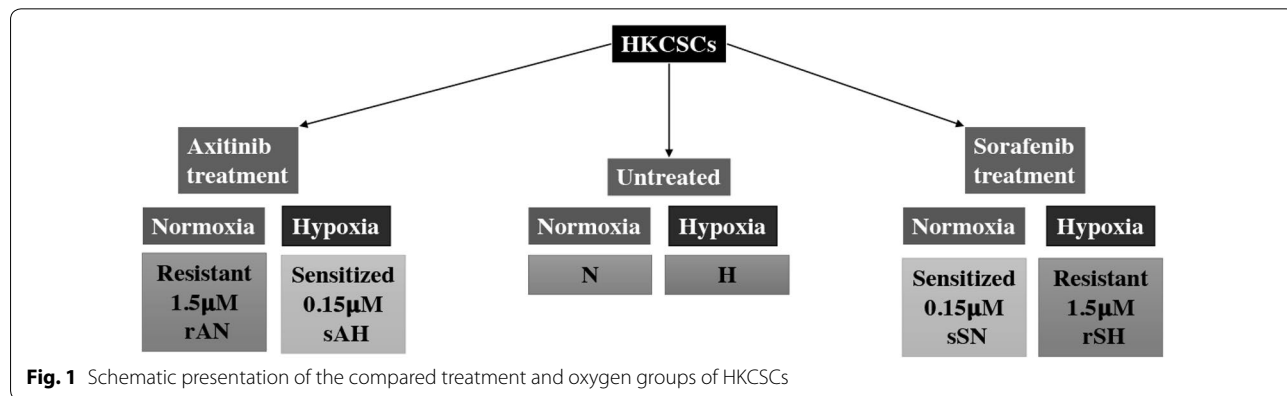 HKCSCs
Axitinib
treatment
Untreated
Sorafenib
treatment
Normoxia
Hypoxia
Normoxia
Hypoxia
Normoxia
Hypoxia
Resistant
1.5μM
rAN
Sensitized
0.15μM
sAH
N
H
Sensitized
0.15μM
sSN
Resistant
1.5μM
rSH
Fig. 1 Schematic presentation of the compared treatment and oxygen groups of HKCSCs